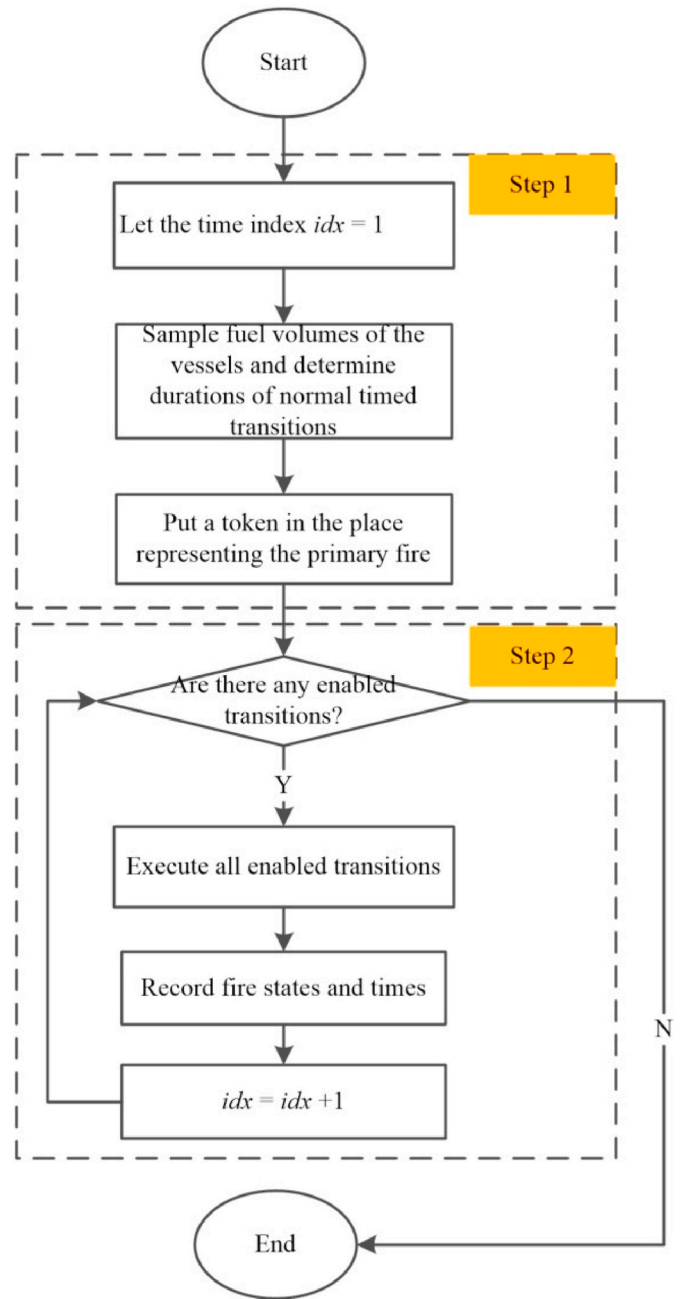 Start
Step 1
Let the time index idx = 1
Sample fuel volumes of the
vessels and determine
durations of normal timed
transitions
Put a token in the place
representing the primary fire
Step 2
Are there any enabled
transitions?
Y
Execute all enabled transitions
Record fire states and times
N
idx = idx +1
End